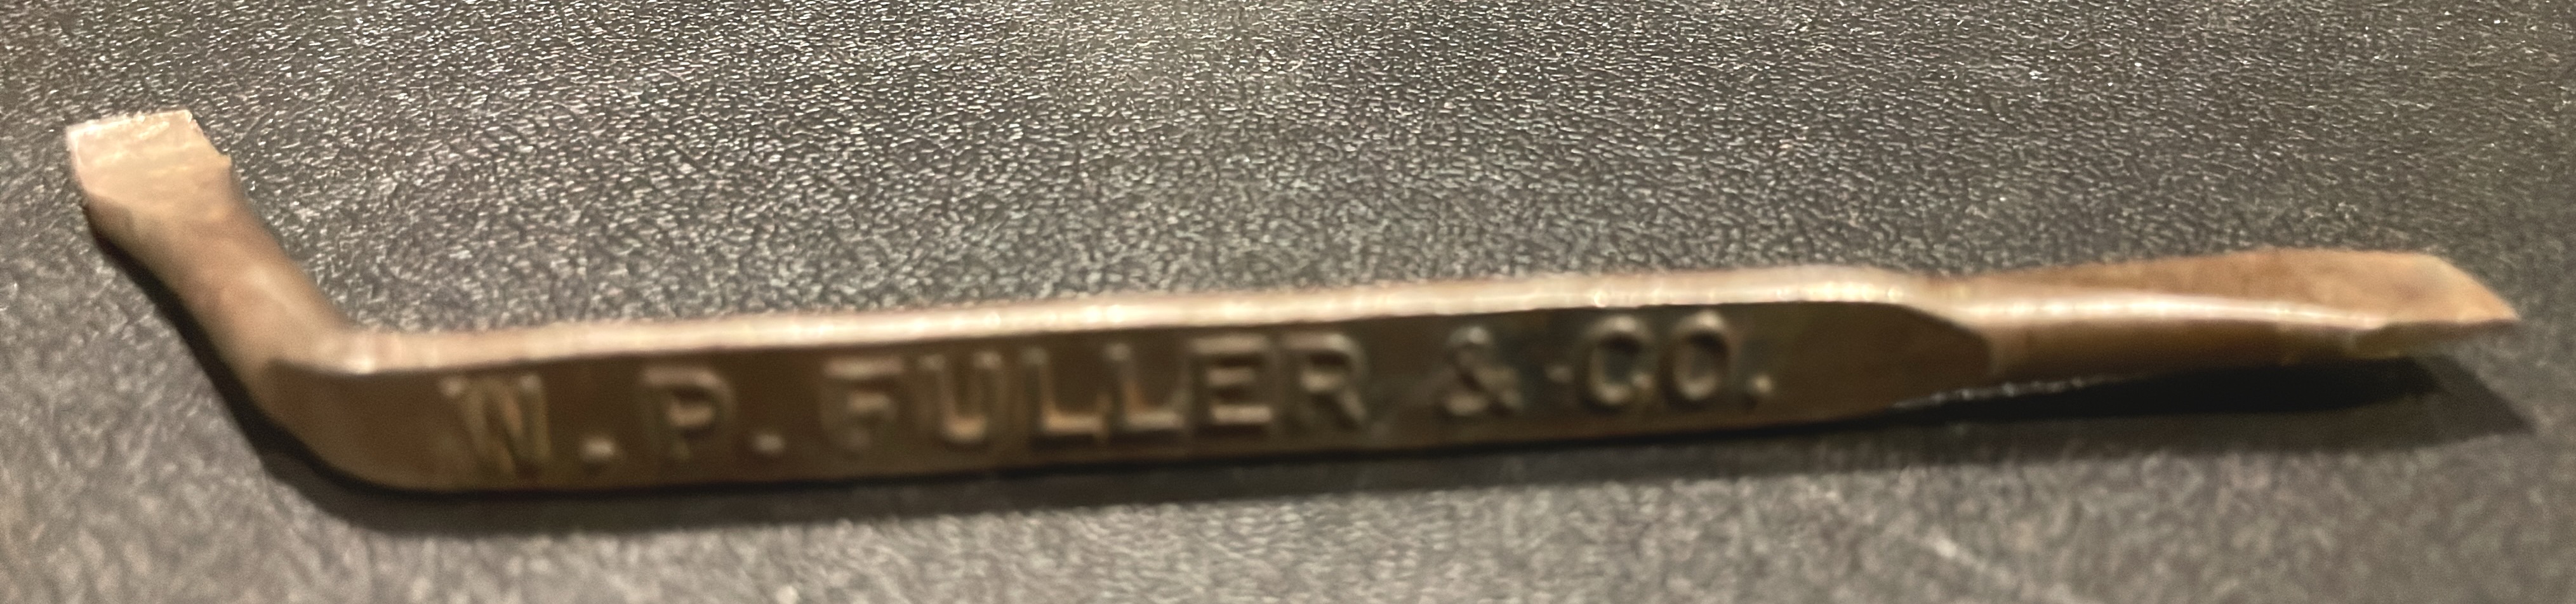 W. P. FULLER & CO.